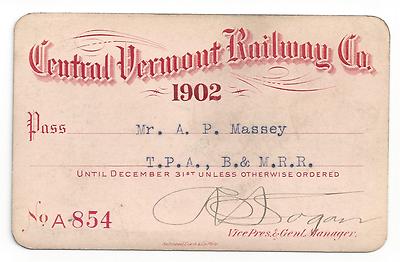 Central Vermont Railway Co.
1902
Pass Mr. A. P. Massey
T.P.A., B.& M.R.R.
UNTIL DECEMBER 31ST UNLESS OTHERWISE ORDERED
No A-854
Vice Pres. & Genl. Manager.